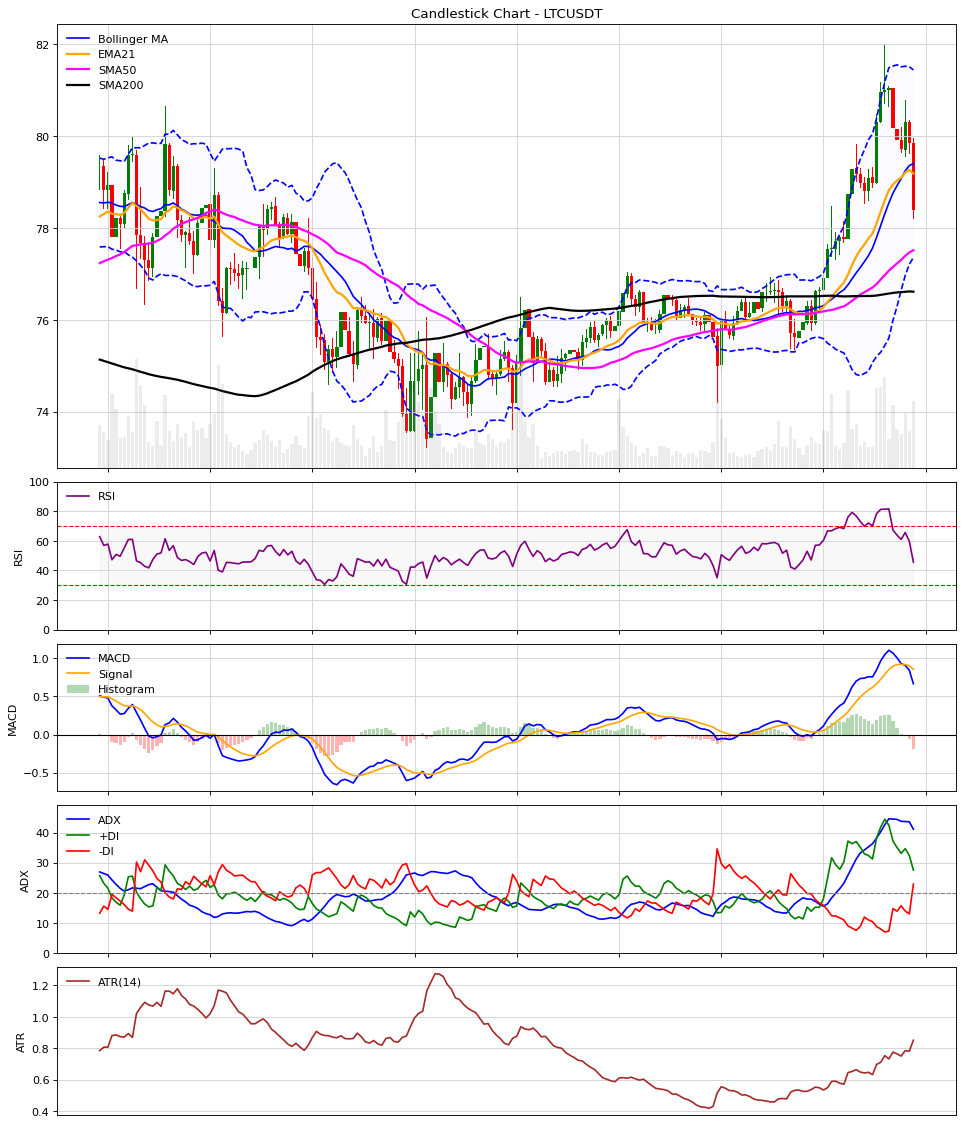 Candlestick Chart - LTCUSDT
Bollinger MA
EMA21
SMA50
SMA200
82
80
78
76
74
RSI
100
80
60
40
20
0
RSI
MACD
Signal
Histogram
1.0
0.5
0.0
−0.5
MACD
ADX
+DI
-DI
40
30
20
10
0
ADX
ATR(14)
1.2
1.0
0.8
0.6
0.4
ATR